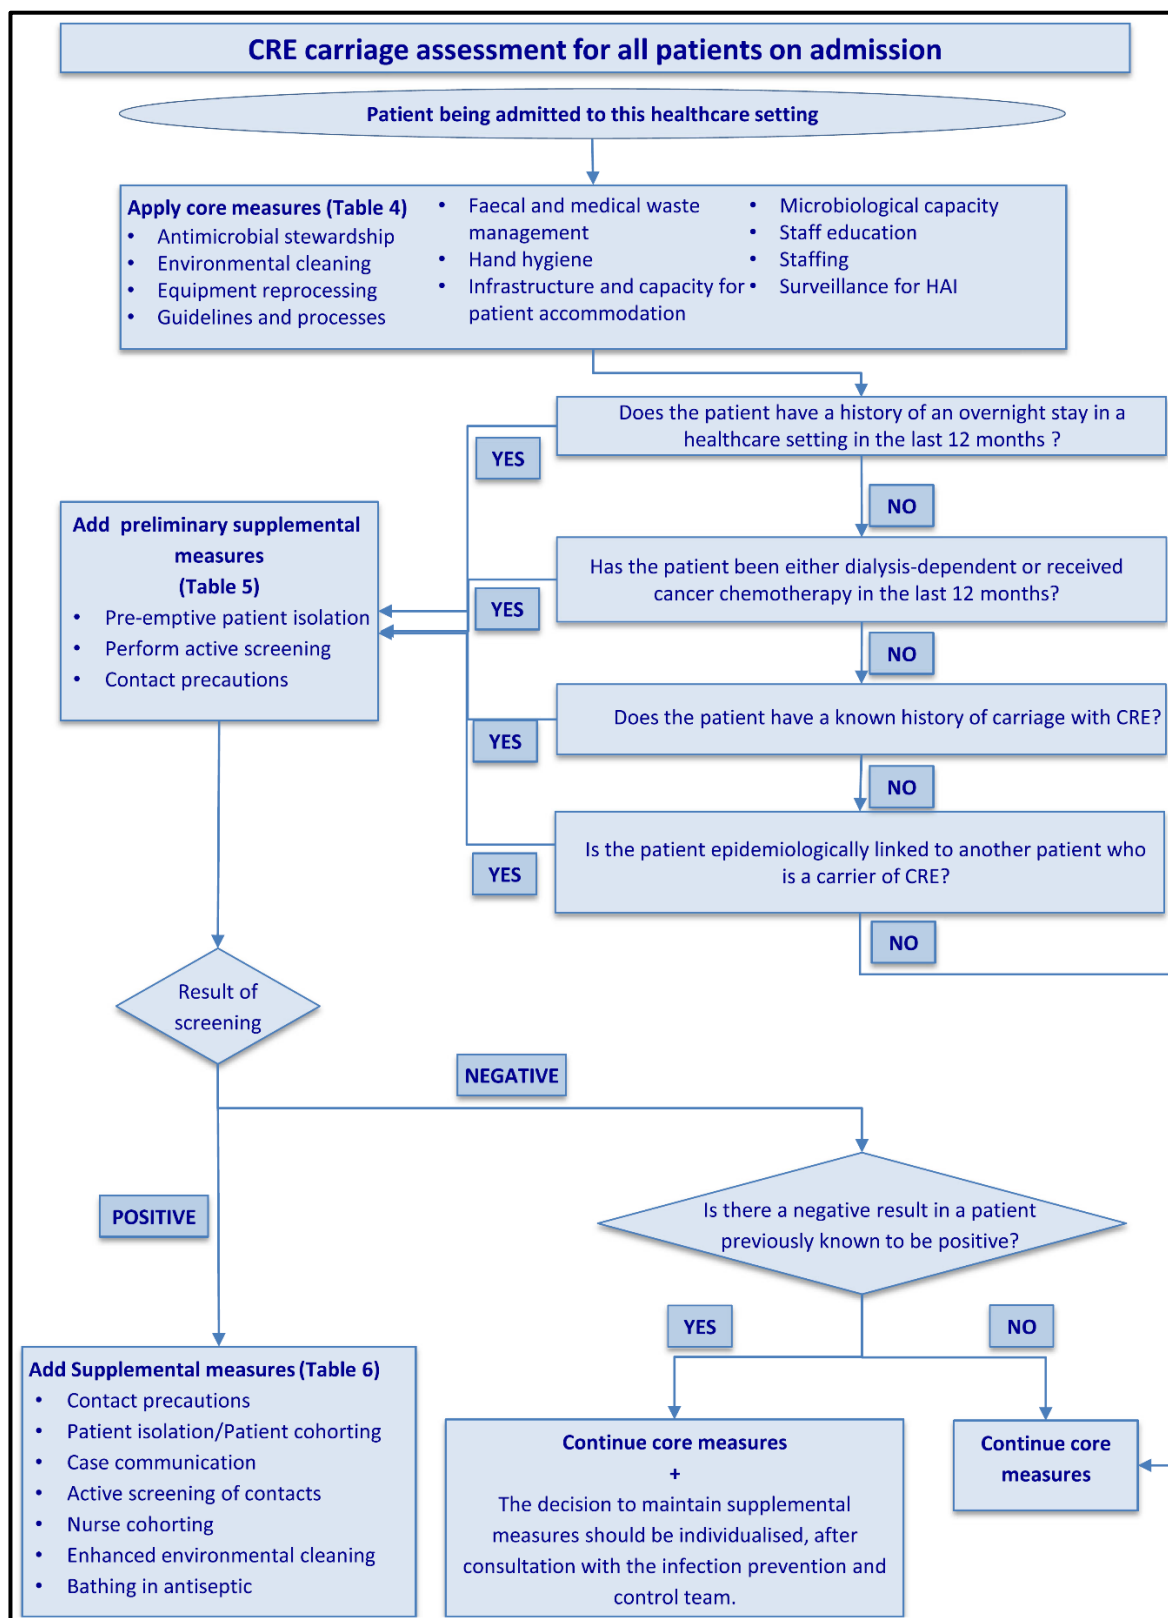 CRE carriage assessment for all patients on admission
Patient being admitted to this healthcare setting
Apply core measures (Table 4)
• Antimicrobial stewardship
• Environmental cleaning
• Equipment reprocessing
• Guidelines and processes
• Faecal and medical waste
management
• Hand hygiene
• Infrastructure and capacity for
patient accommodation
• Microbiological capacity
• Staff education
• Staffing
• Surveillance for HAI
Does the patient have a history of an overnight stay in a
healthcare setting in the last 12 months ?
YES
NO
Add preliminary supplemental
measures
(Table 5)
• Pre-emptive patient isolation
• Perform active screening
• Contact precautions
Has the patient been either dialysis-dependent or received
cancer chemotherapy in the last 12 months?
YES
NO
Does the patient have a known history of carriage with CRE?
YES
NO
Is the patient epidemiologically linked to another patient who
is a carrier of CRE?
YES
NO
Result of
screening
NEGATIVE
POSITIVE
Is there a negative result in a patient
previously known to be positive?
YES
NO
Add Supplemental measures (Table 6)
• Contact precautions
• Patient isolation/Patient cohorting
• Case communication
• Active screening of contacts
• Nurse cohorting
• Enhanced environmental cleaning
• Bathing in antiseptic
Continue core measures
+
The decision to maintain supplemental
measures should be individualised, after
consultation with the infection prevention and
control team.
Continue core
measures